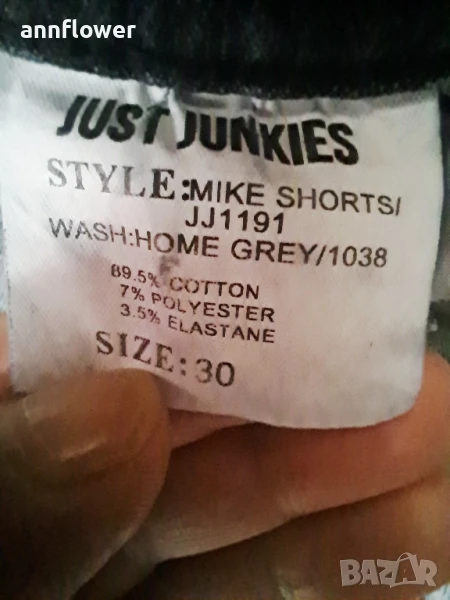 annflower
JUST JUNKIES
STYLE:MIKE SHORTS/
JJ1191
WASH:HOME GREY/1038
89.5% COTTON
7% POLYESTER
3.5% ELASTANE
SIZE:30
BAZAR